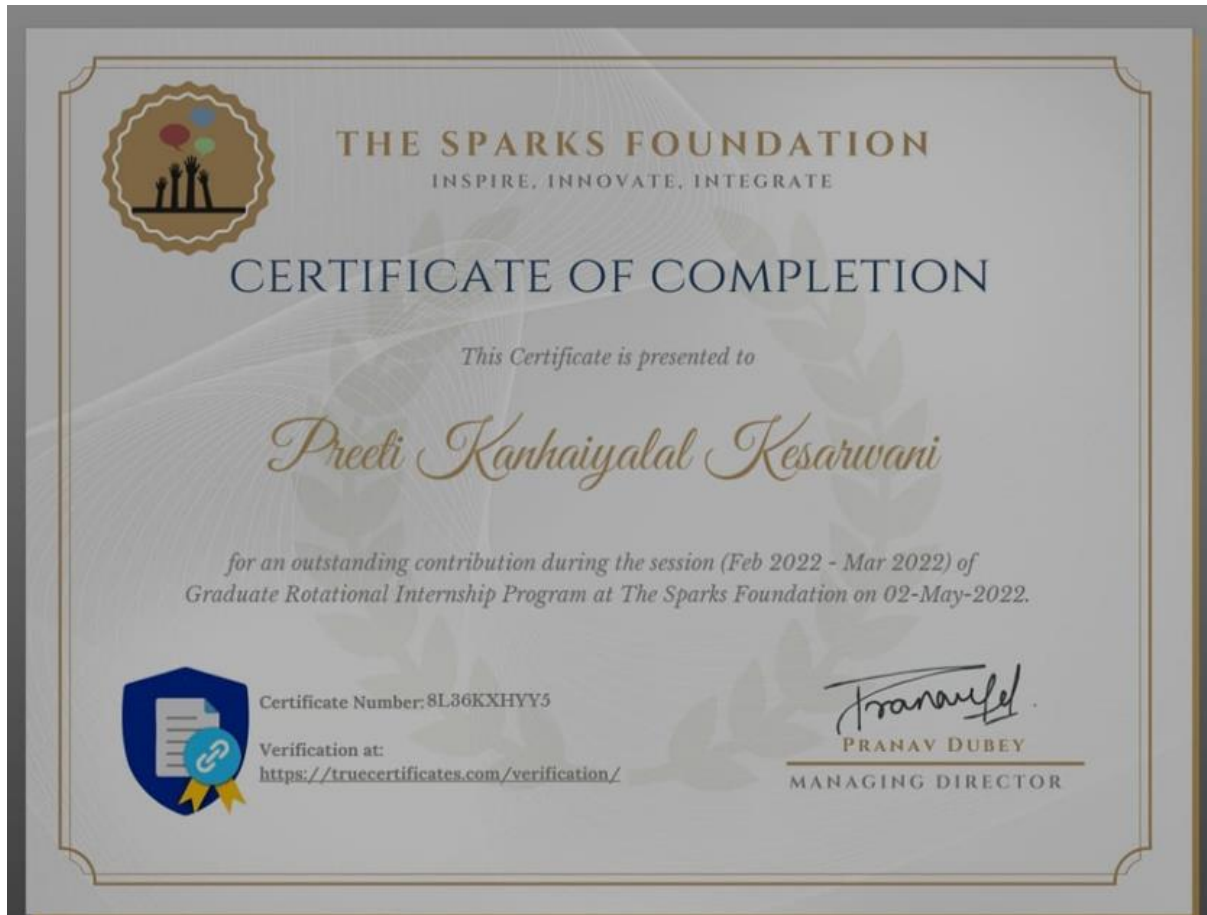 THE SPARKS FOUNDATION
INSPIRE, INNOVATE, INTEGRATE
CERTIFICATE OF COMPLETION
This Certificate is presented to
Preeti Kanhaiyalal Kesarwani
for an outstanding contribution during the session (Feb 2022 - Mar 2022) of
Graduate Rotational Internship Program at The Sparks Foundation on 02-May-2022.
Certificate Number: 8L36KXHYY5
Verification at:
https://truecertificates.com/verification/
PRANAV DUBEY
MANAGING DIRECTOR